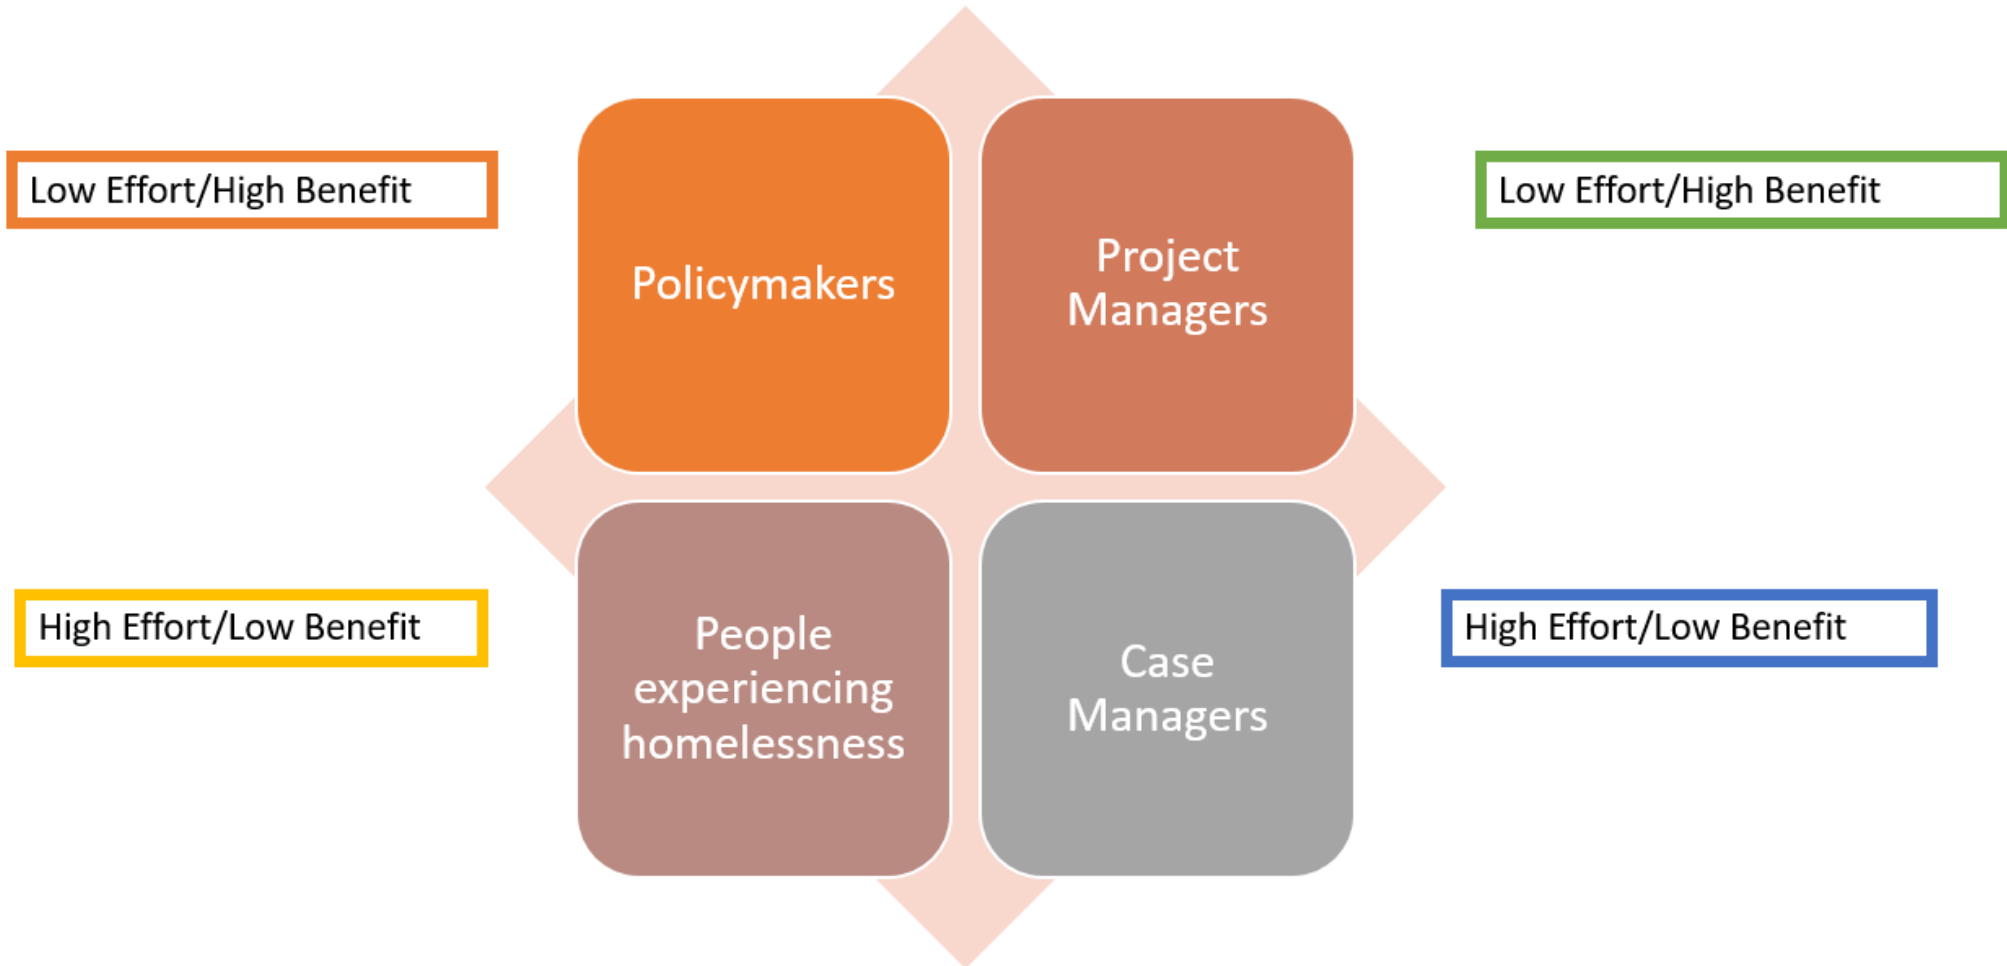 Low Effort/High Benefit
Policymakers
Project
Managers
Low Effort/High Benefit
High Effort/Low Benefit
People
experiencing
homelessness
Case
Managers
High Effort/Low Benefit